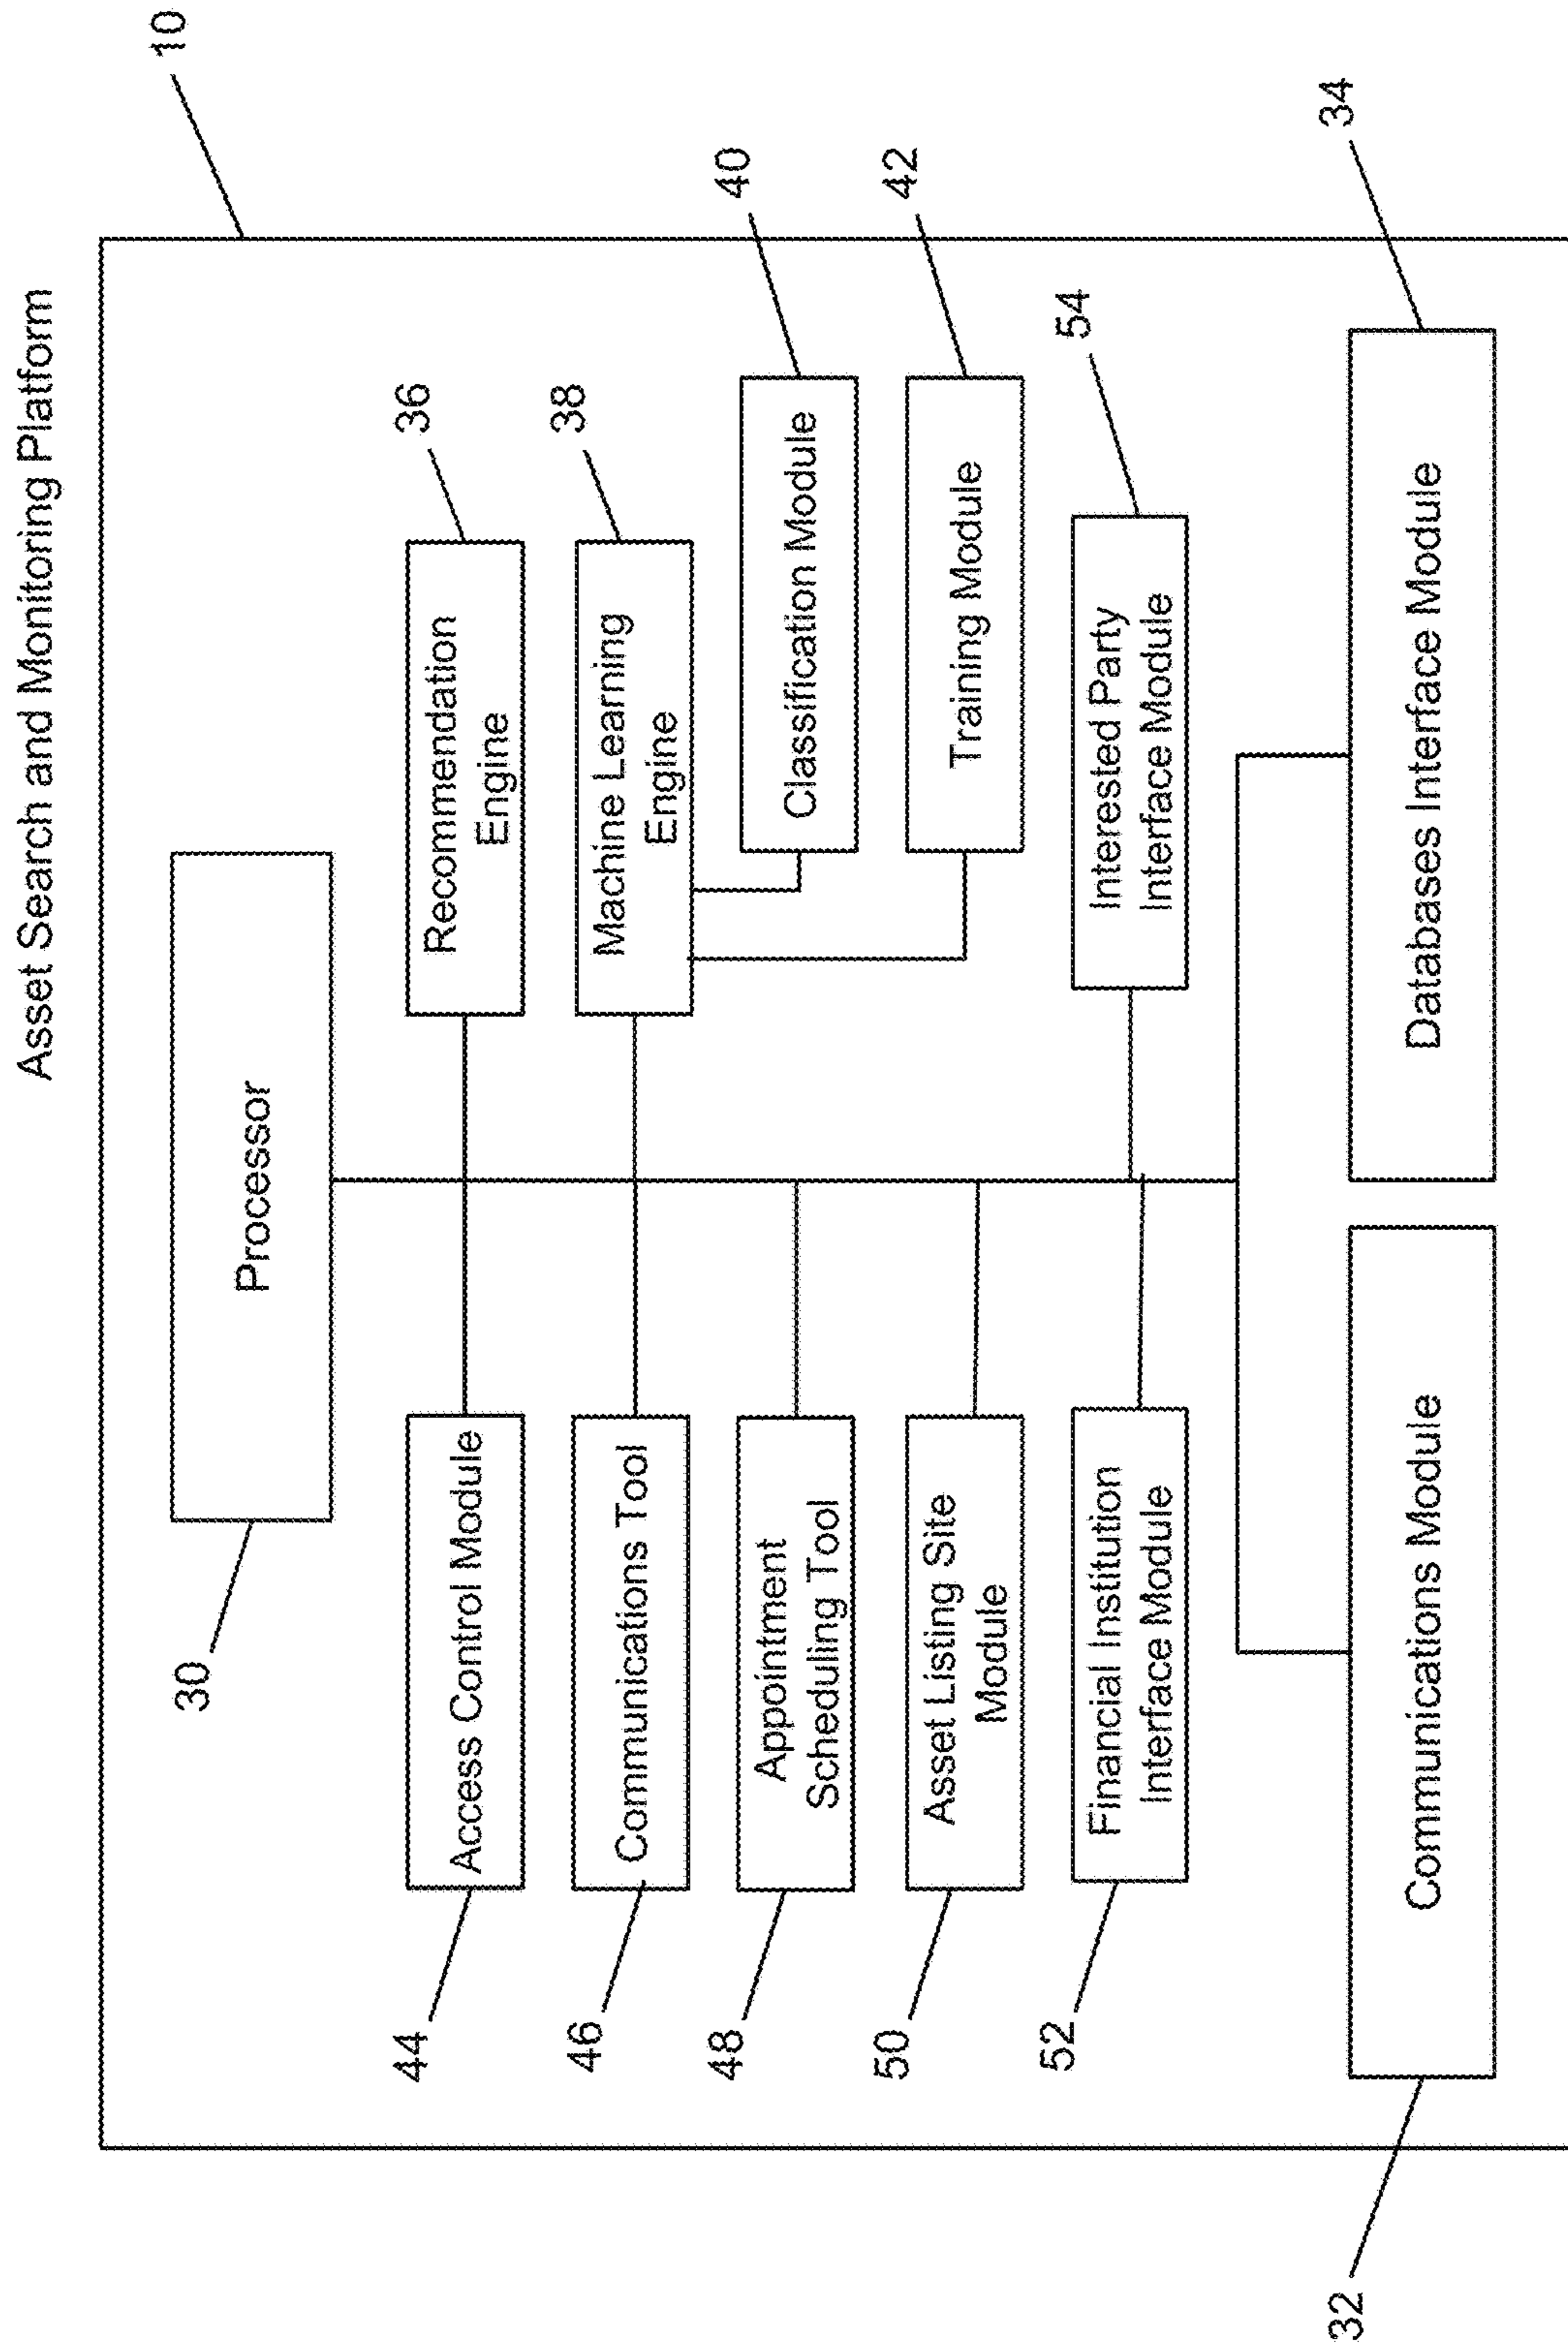 Asset Search and Monitoring Platform
10
Processor
30
Access Control Module
44
Recommendation
Engine
36
Communications Tool
46
Machine Learning
Engine
38
Appointment
Scheduling Tool
48
Classification Module
40
Asset Listing Site
Module
50
Training Module
42
Financial Institution
Interface Module
52
Interested Party
Interface Module
54
Communications Module
32
Databases Interface Module
34